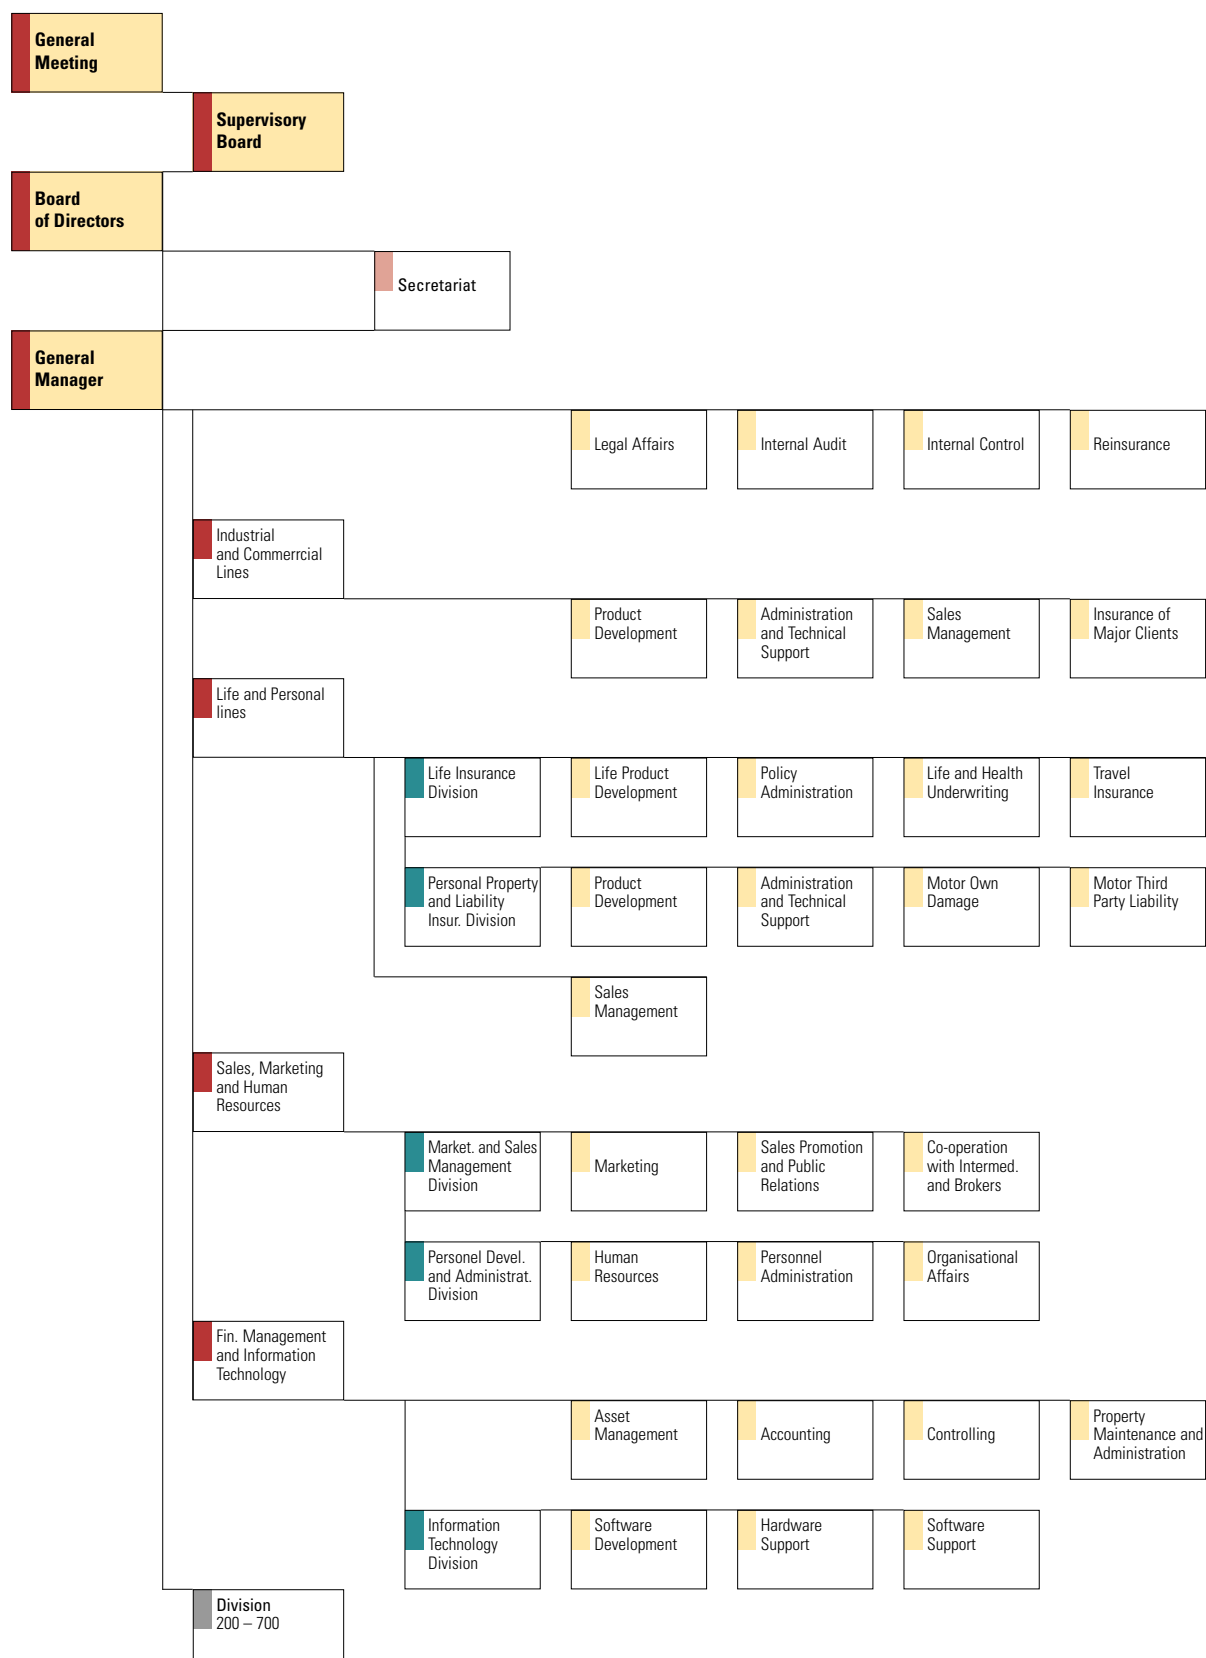 General
Meeting
Supervisory
Board
Board
of Directors
Secretariat
General
Manager
Legal Affairs
Internal Audit
Internal Control
Reinsurance
Industrial
and Commerrcial
Lines
Product
Development
Administration
and Technical
Support
Sales
Management
Insurance of
Major Clients
Life and Personal
lines
Life Insurance
Division
Life Product
Development
Policy
Administration
Life and Health
Underwriting
Travel
Insurance
Personal Property
and Liability
Insur. Division
Product
Development
Administration
and Technical
Support
Motor Own
Damage
Motor Third
Party Liability
Sales
Management
Sales, Marketing
and Human
Resources
Market. and Sales
Management
Division
Marketing
Sales Promotion
and Public
Relations
Co-operation
with Intermed.
and Brokers
Personel Devel.
and Administrat.
Division
Human
Resources
Personnel
Administration
Organisational
Affairs
Fin. Management
and Information
Technology
Asset
Management
Accounting
Controlling
Property
Maintenance and
Administration
Information
Technology
Division
Software
Development
Hardware
Support
Software
Support
Division
200 – 700